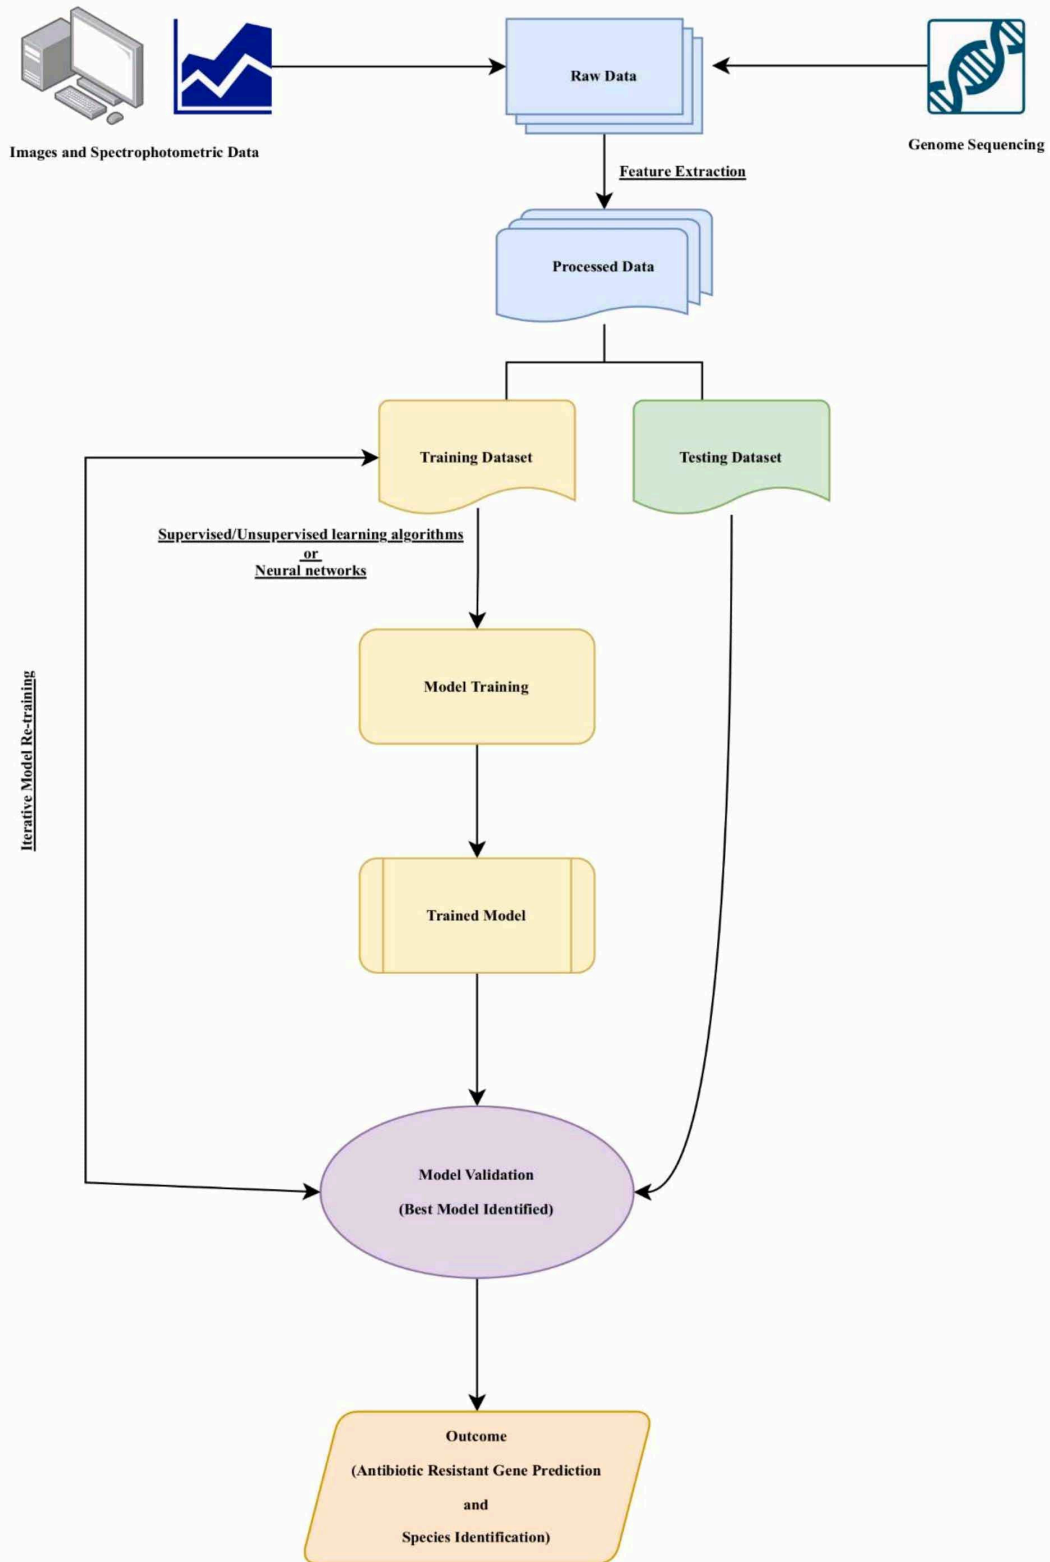 Raw Data
Images and Spectrophotometric Data
Genome Sequencing
Feature Extraction
Processed Data
Training Dataset
Testing Dataset
Supervised/Unsupervised learning algorithms
or
Neural networks
Model Training
Iterative Model Re-training
Trained Model
Model Validation
(Best Model Identified)
Outcome
(Antibiotic Resistant Gene Prediction
and
Species Identification)